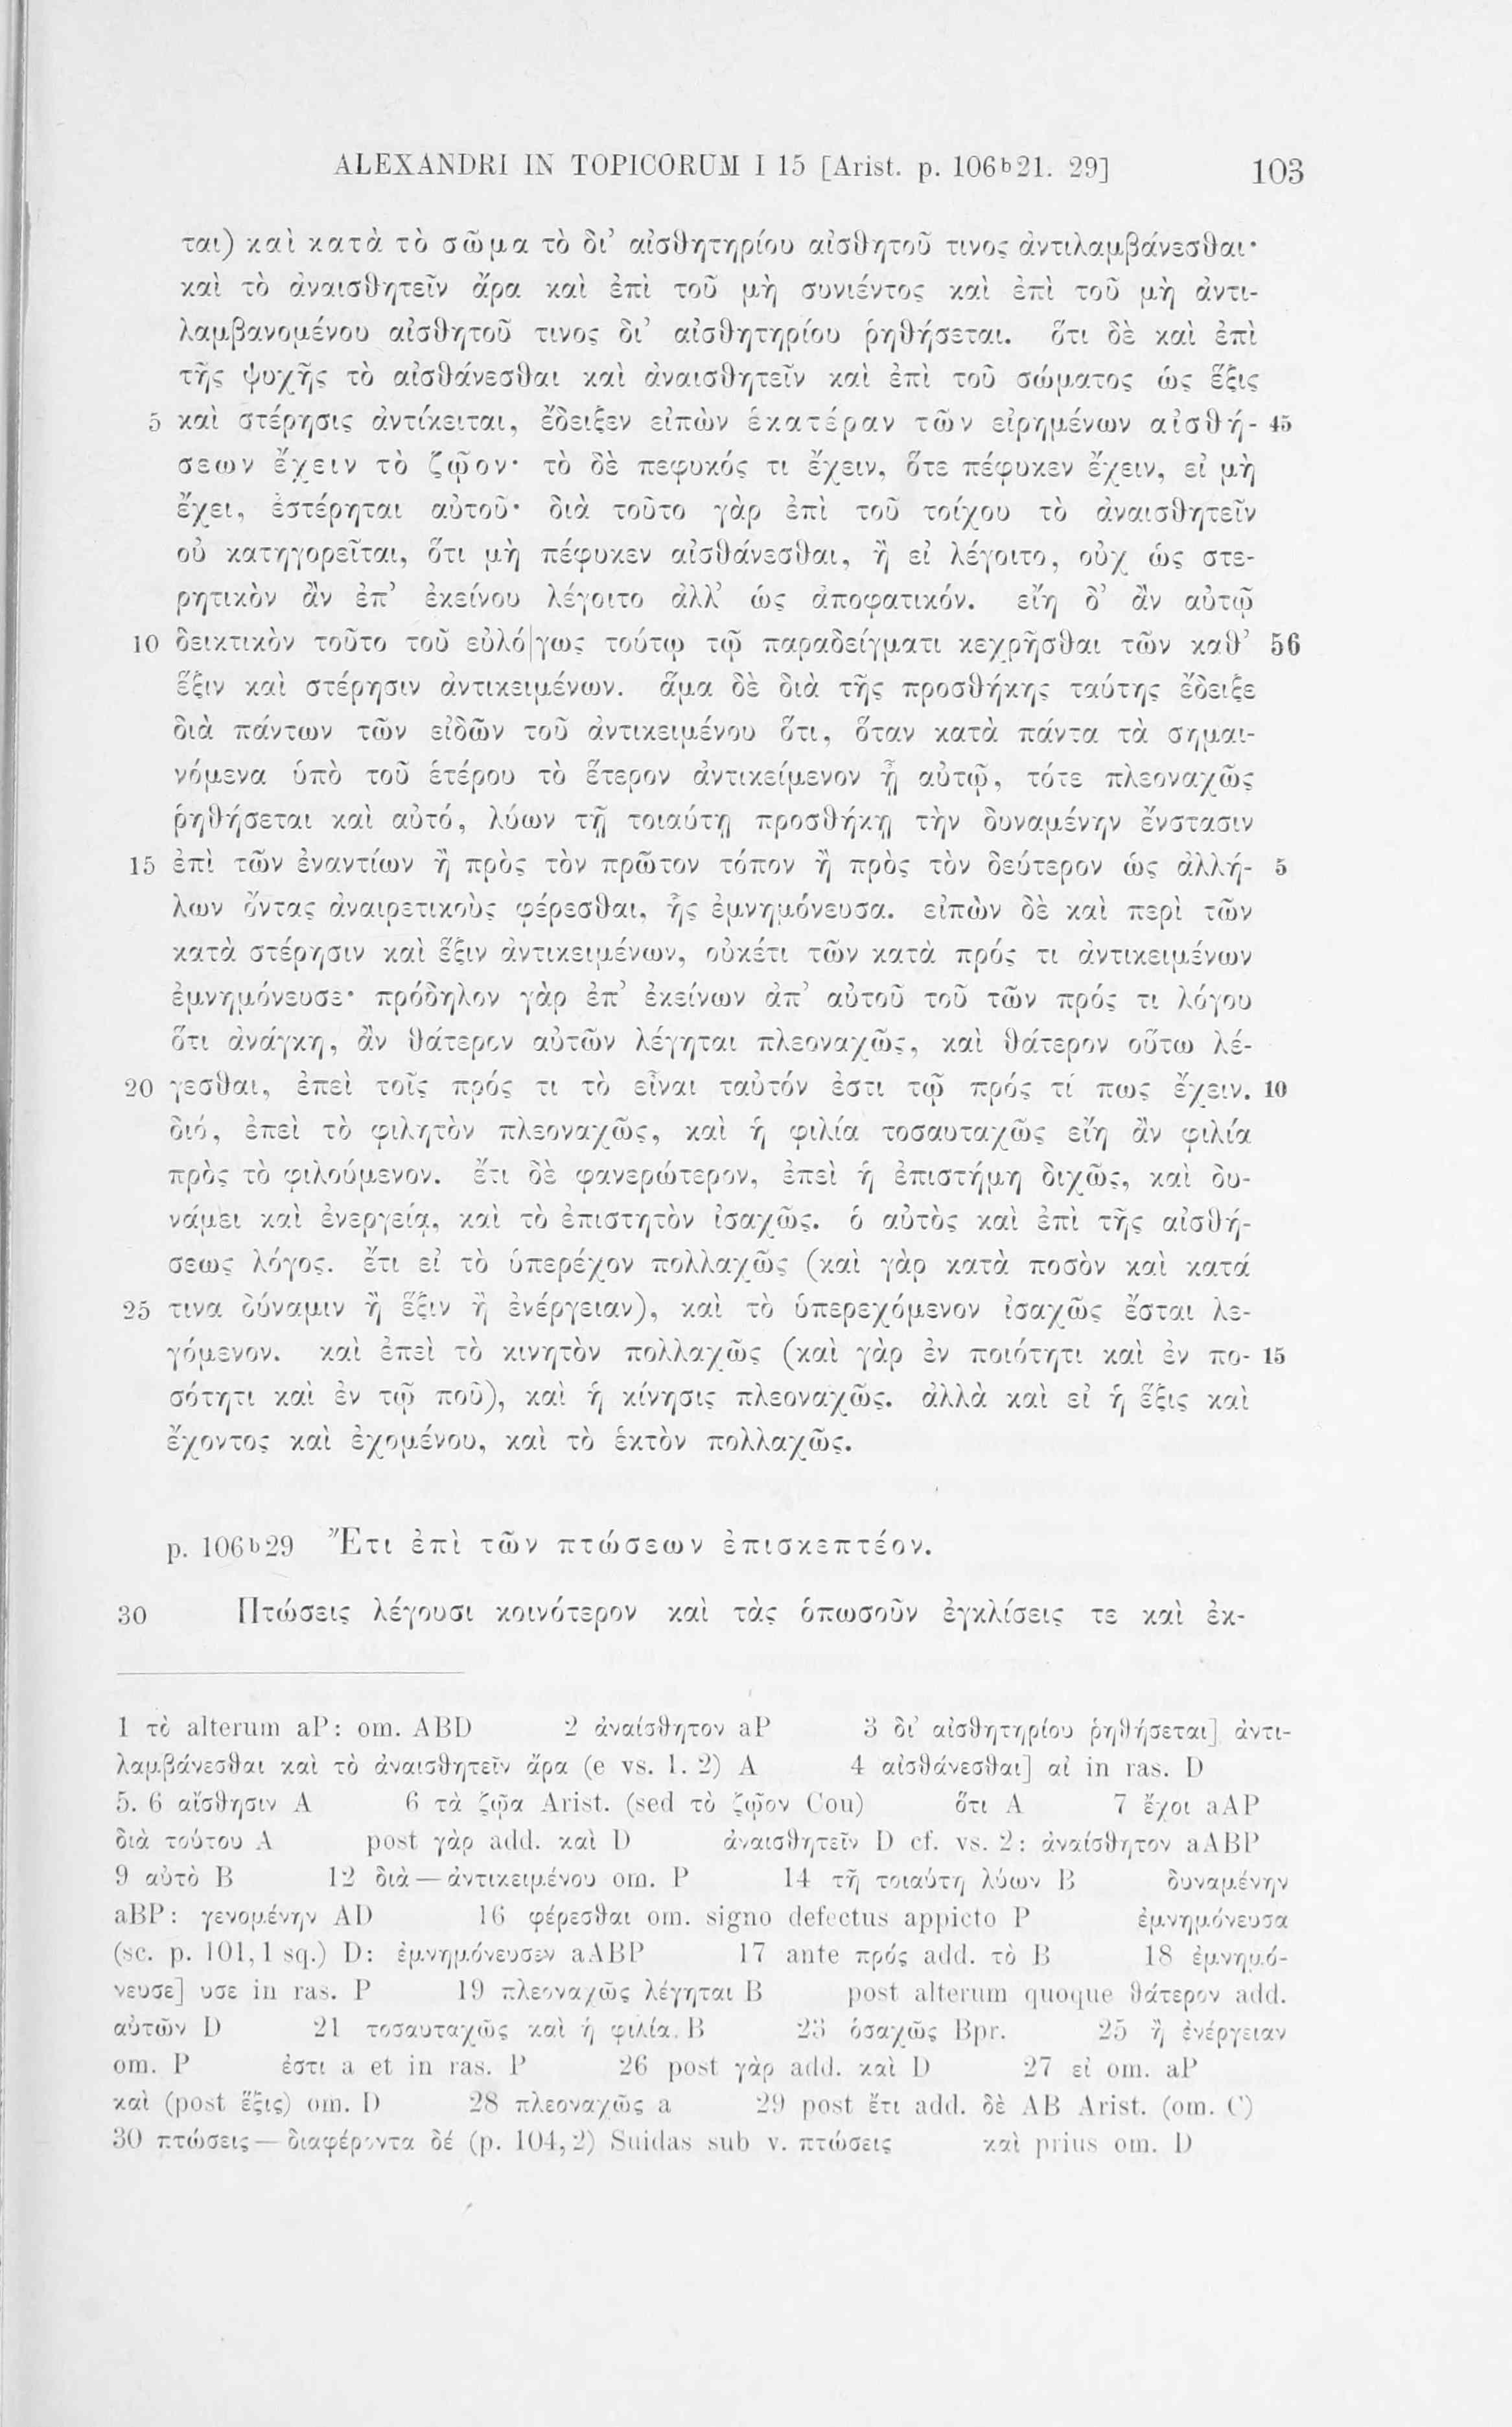 ALEXANDRI IN TOPICORUM I 15 [Arist. p. 106ᵇ21. 29] 103
ται) καὶ κατὰ τὸ σῶμα τὸ δι’ αἰσθητηρίου αἰσθητοῦ τινος ἀντιλαμβάνεσθαι·
καὶ τὸ ἀναισθητεῖν ἄρα καὶ ἐπὶ τοῦ μὴ συνιέντος καὶ ἐπὶ τοῦ μὴ ἀντι-
λαμβανομένου αἰσθητοῦ τινος δι’ αἰσθητηρίου ῥηθήσεται. ὅτι δὲ καὶ ἐπὶ
τῆς ψυχῆς τὸ αἰσθάνεσθαι καὶ ἀναισθητεῖν καὶ ἐπὶ τοῦ σώματος ὡς ἕξις
5 καὶ στέρησις ἀντίκειται, ἔδειξεν εἰπὼν ἑκατέραν τῶν εἰρημένων αἰσθή- 45
σεων ἔχειν τὸ ζῷον· τὸ δὲ πεφυκός τι ἔχειν, ὅτε πέφυκεν ἔχειν, εἰ μὴ
ἔχει, ἐστέρηται αὐτοῦ· διὰ τοῦτο γὰρ ἐπὶ τοῦ τοίχου τὸ ἀναισθητεῖν
οὐ κατηγορεῖται, ὅτι μὴ πέφυκεν αἰσθάνεσθαι, ἢ εἰ λέγοιτο, οὐχ ὡς στε-
ρητικὸν ἂν ἐπ’ ἐκείνου λέγοιτο ἀλλ’ ὡς ἀποφατικόν. εἴη δ’ ἂν αὐτῷ
10 δεικτικὸν τοῦτο τοῦ εὐλό|γως τούτῳ τῷ παραδείγματι κεχρῆσθαι τῶν καθ’ 56
ἕξιν καὶ στέρησιν ἀντικειμένων. ἅμα δὲ διὰ τῆς προσθήκης ταύτης ἔδειξε
διὰ πάντων τῶν εἰδῶν τοῦ ἀντικειμένου ὅτι, ὅταν κατὰ πάντα τὰ σημαι-
νόμενα ὑπὸ τοῦ ἑτέρου τὸ ἕτερον ἀντικείμενον ᾖ αὐτῷ, τότε πλεοναχῶς
ῥηθήσεται καὶ αὐτό, λύων τῇ τοιαύτῃ προσθήκῃ τὴν δυναμένην ἔνστασιν
15 ἐπὶ τῶν ἐναντίων ἢ πρὸς τὸν πρῶτον τόπον ἢ πρὸς τὸν δεύτερον ὡς ἀλλή- 5
λων ὄντας ἀναιρετικοὺς φέρεσθαι, ἧς ἐμνημόνευσα. εἰπὼν δὲ καὶ περὶ τῶν
κατὰ στέρησιν καὶ ἕξιν ἀντικειμένων, οὐκέτι τῶν κατὰ πρός τι ἀντικειμένων
ἐμνημόνευσε· πρόδηλον γὰρ ἐπ’ ἐκείνων ἀπ’ αὐτοῦ τοῦ τῶν πρός τι λόγου
ὅτι ἀνάγκη, ἂν θάτερον αὐτῶν λέγηται πλεοναχῶς, καὶ θάτερον οὕτω λέ-
20 γεσθαι, ἐπεὶ τοῖς πρός τι τὸ εἶναι ταὐτόν ἐστι τῷ πρός τί πως ἔχειν. 10
διό, ἐπεὶ τὸ φιλητὸν πλεοναχῶς, καὶ ἡ φιλία τοσαυταχῶς εἴη ἂν φιλία
πρὸς τὸ φιλούμενον. ἔτι δὲ φανερώτερον, ἐπεὶ ἡ ἐπιστήμη διχῶς, καὶ δυ-
νάμει καὶ ἐνεργείᾳ, καὶ τὸ ἐπιστητὸν ἰσαχῶς. ὁ αὐτὸς καὶ ἐπὶ τῆς αἰσθή-
σεως λόγος. ἔτι εἰ τὸ ὑπερέχον πολλαχῶς (καὶ γὰρ κατὰ ποσὸν καὶ κατά
25 τινα δύναμιν ἢ ἕξιν ἢ ἐνέργειαν), καὶ τὸ ὑπερεχόμενον ἰσαχῶς ἔσται λε-
γόμενον. καὶ ἐπεὶ τὸ κινητὸν πολλαχῶς (καὶ γὰρ ἐν ποιότητι καὶ ἐν πο- 15
σότητι καὶ ἐν τῷ ποῦ), καὶ ἡ κίνησις πλεοναχῶς. ἀλλὰ καὶ εἰ ἡ ἕξις καὶ
ἔχοντος καὶ ἐχομένου, καὶ τὸ ἑκτὸν πολλαχῶς.
p. 106ᵇ29 Ἔτι ἐπὶ τῶν πτώσεων ἐπισκεπτέον.
30 Πτώσεις λέγουσι κοινότερον καὶ τὰς ὁπωσοῦν ἐγκλίσεις τε καὶ ἐκ-
1 τὸ alterum aP: om. ABD 2 ἀναίσθητον aP 3 δι’ αἰσθητηρίου ῥηθήσεται] ἀντι-
λαμβάνεσθαι καὶ τὸ ἀναισθητεῖν ἄρα (e vs. 1. 2) A 4 αἰσθάνεσθαι] αἰ in ras. D
5. 6 αἴσθησιν A 6 τὰ ζῷα Arist. (sed τὸ ζῷον Cou) ὅτι A 7 ἔχοι aAP
διὰ τούτου A post γὰρ add. καὶ D ἀναισθητεῖν D cf. vs. 2: ἀναίσθητον aABP
9 αὐτὸ B 12 διὰ — ἀντικειμένου om. P 14 τῇ τοιαύτῃ λύων B δυναμένην
aBP: γενομένην AD 16 φέρεσθαι om. signo defectus appicto P ἐμνημόνευσα
(sc. p. 101,1 sq.) D: ἐμνημόνευσεν aABP 17 ante πρός add. τὸ B 18 ἐμνημό-
νευσε] υσε in ras. P 19 πλεοναχῶς λέγηται B post alterum quoque θάτερον add.
αὐτῶν D 21 τοσαυταχῶς καὶ ἡ φιλία B 23 ὁσαχῶς Bpr. 25 ἢ ἐνέργειαν
om. P ἐστι a et in ras. P 26 post γὰρ add. καὶ D 27 εἰ om. aP
καὶ (post ἕξις) om. D 28 πλεοναχῶς a 29 post ἔτι add. δὲ AB Arist. (om. C)
30 πτώσεις — διαφέροντα δέ (p. 104,2) Suidas sub v. πτώσεις καὶ prius om. D